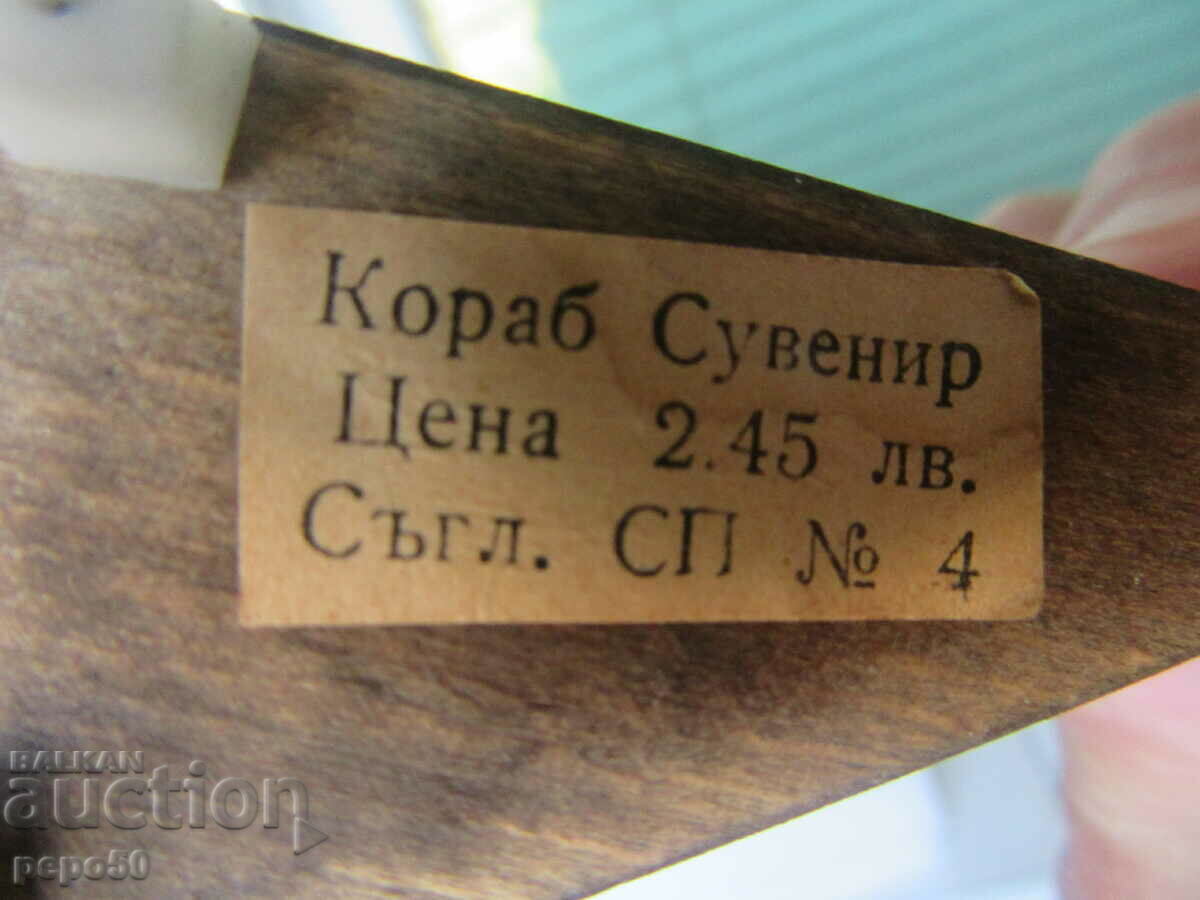 Кораб Сувенир
Цена 2.45 лв.
Съгл. СП № 4
BALKAN
auction
pepo50